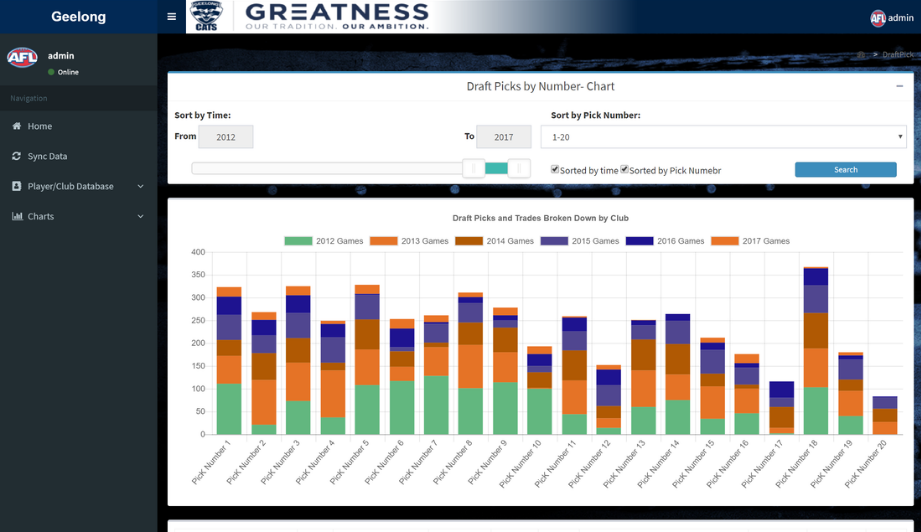 Geelong
GEELONG
CATS
GREATNESS
OUR TRADITION. OUR AMBITION.
AFL admin
AFL
admin
Online
> DraftPick
Navigation
Home
Sync Data
Player/Club Database
Charts
Draft Picks by Number- Chart
Sort by Time:
Sort by Pick Number:
From 2012 To 2017
1-20
Sorted by time Sorted by Pick Numebr
Search
Draft Picks and Trades Broken Down by Club
2012 Games 2013 Games 2014 Games 2015 Games 2016 Games 2017 Games
400
350
300
250
200
150
100
50
0
PicK Number 1
PicK Number 2
PicK Number 3
PicK Number 4
PicK Number 5
PicK Number 6
PicK Number 7
PicK Number 8
PicK Number 9
PicK Number 10
PicK Number 11
PicK Number 12
PicK Number 13
PicK Number 14
PicK Number 15
PicK Number 16
PicK Number 17
PicK Number 18
PicK Number 19
PicK Number 20